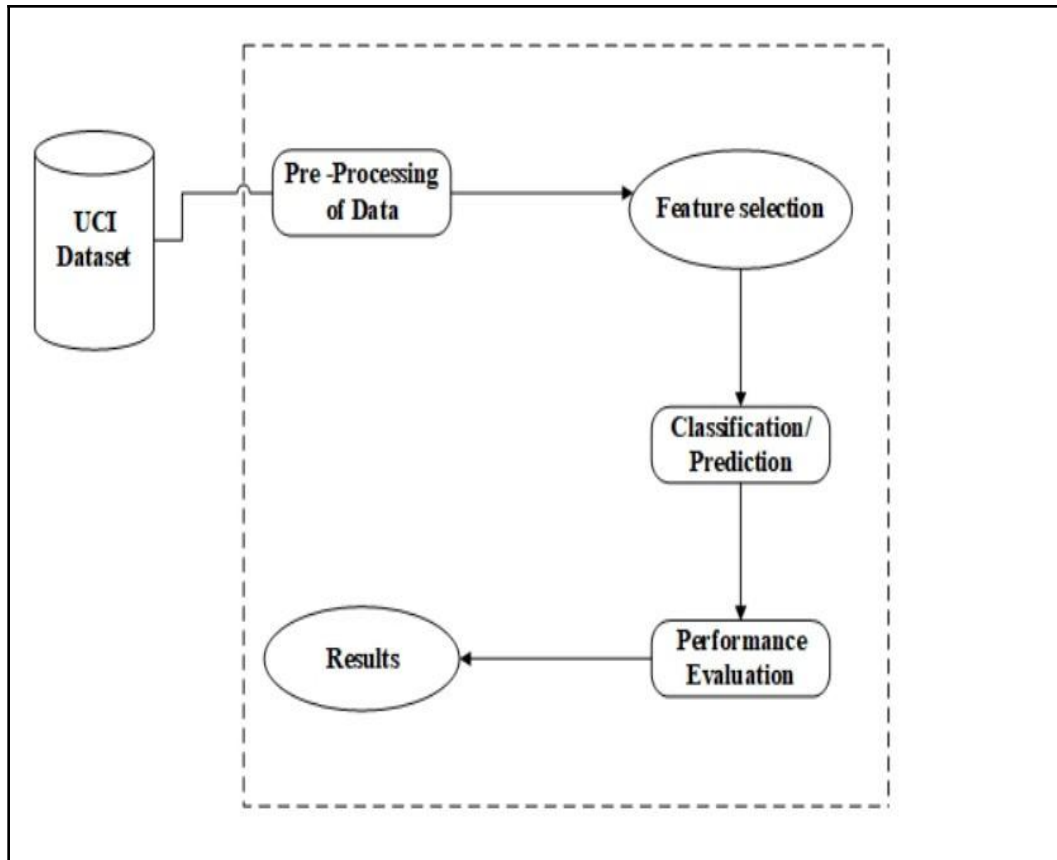 UCI
Dataset
Pre -Processing
of Data
Feature selection
Classification/
Prediction
Performance
Evaluation
Results